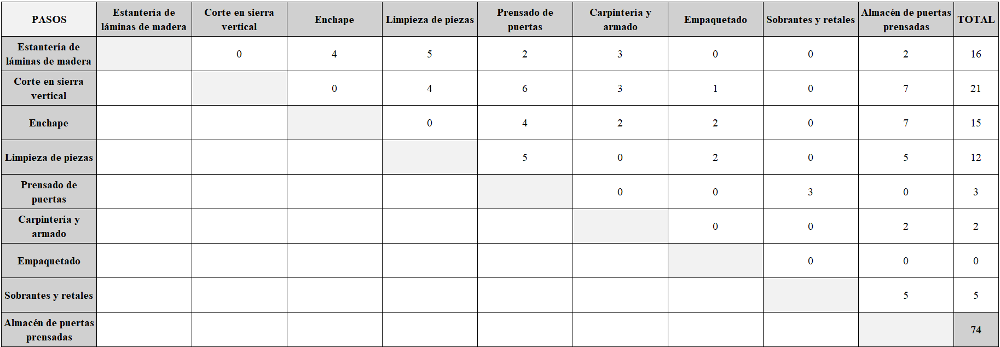 PASOS Estantería de láminas de madera Corte en sierra vertical Enchape Limpieza de piezas Prensado de puertas Carpintería y armado Empaquetado Sobrantes y retales Almacén de puertas prensadas TOTAL
Estantería de láminas de madera 0 4 5 2 3 0 0 2 16
Corte en sierra vertical 0 4 6 3 1 0 7 21
Enchape 0 4 2 2 0 7 15
Limpieza de piezas 5 0 2 0 5 12
Prensado de puertas 0 0 3 0 3
Carpintería y armado 0 0 2 2
Empaquetado 0 0 0
Sobrantes y retales 5 5
Almacén de puertas prensadas 74